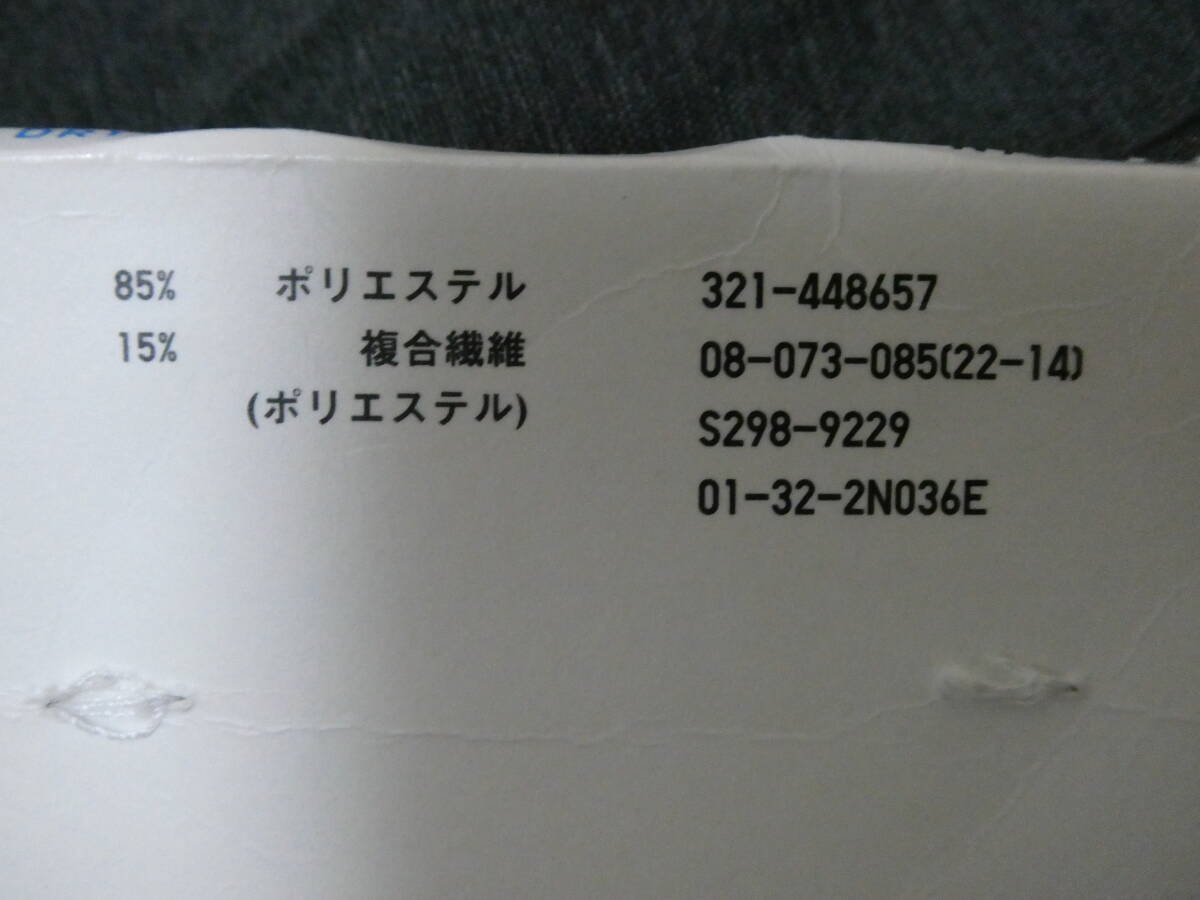 DRY
85% ポリエステル
15% 複合繊維
(ポリエステル)
321-448657
08-073-085(22-14)
S298-9229
01-32-2N036E